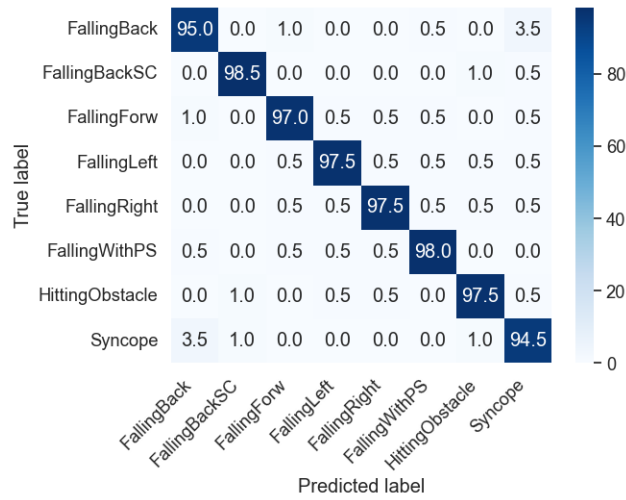 FallingBack 95.0 0.0 1.0 0.0 0.0 0.5 0.0 3.5
FallingBackSC 0.0 98.5 0.0 0.0 0.0 0.0 1.0 0.5
FallingForw 1.0 0.0 97.0 0.5 0.5 0.5 0.0 0.5
FallingLeft 0.0 0.0 0.5 97.5 0.5 0.5 0.5 0.5
FallingRight 0.0 0.0 0.5 0.5 97.5 0.5 0.5 0.5
FallingWithPS 0.5 0.0 0.5 0.5 0.5 98.0 0.0 0.0
HittingObstacle 0.0 1.0 0.0 0.5 0.5 0.0 97.5 0.5
Syncope 3.5 1.0 0.0 0.0 0.0 0.0 1.0 94.5
True label
FallingBack
FallingBackSC
FallingForw
FallingLeft
FallingRight
FallingWithPS
HittingObstacle
Syncope
Predicted label
80
60
40
20
0